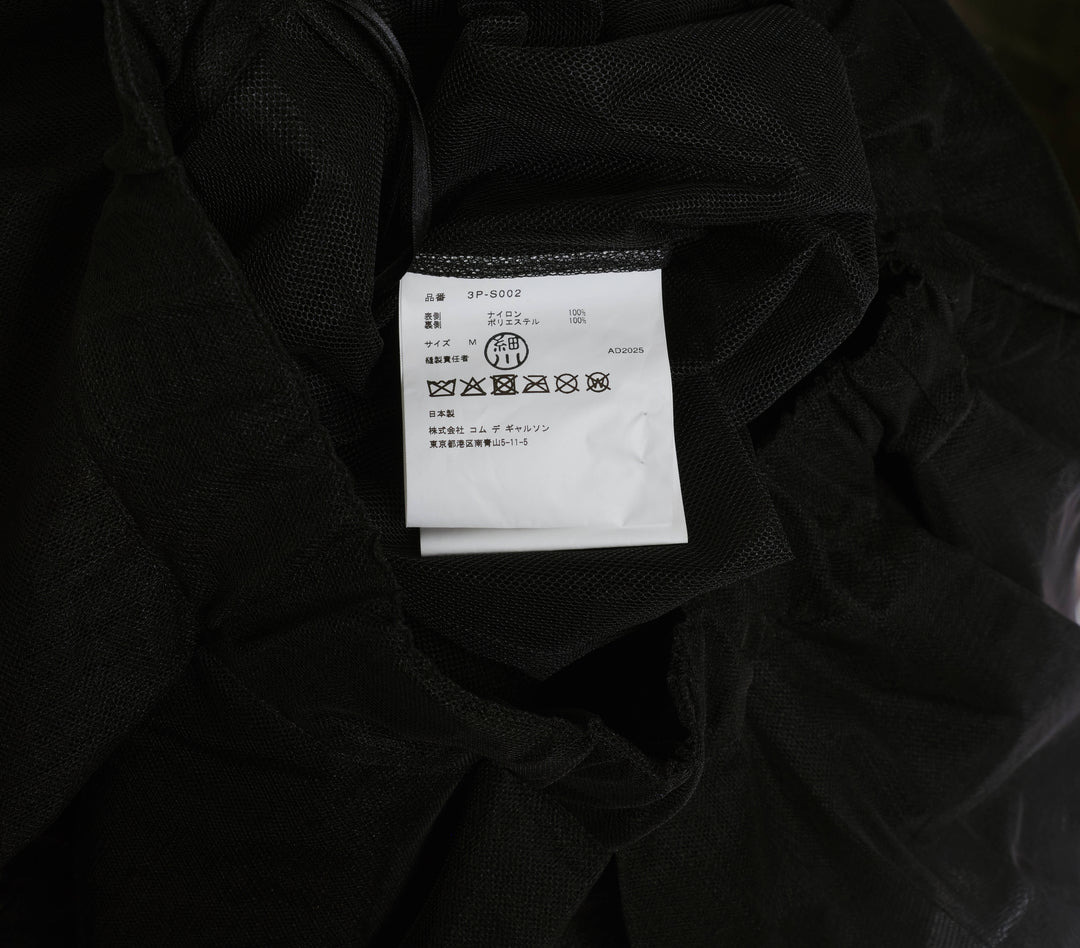 品番 3P-S002
表側 ナイロン 100%
裏側 ポリエステル 100%
サイズ M
縫製責任者 細川
AD2025
日本製
株式会社 コム デ ギャルソン
東京都港区南青山5-11-5